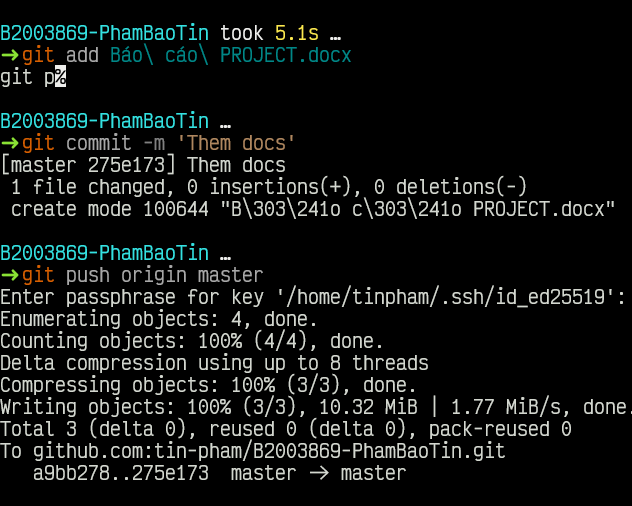 B2003869-PhamBaoTin took 5.1s …
→git add Báo\ cáo\ PROJECT.docx
git p%
B2003869-PhamBaoTin …
→git commit -m 'Them docs'
[master 275e173] Them docs
 1 file changed, 0 insertions(+), 0 deletions(-)
 create mode 100644 "B\303\241o c\303\241o PROJECT.docx"
B2003869-PhamBaoTin …
→git push origin master
Enter passphrase for key '/home/tinpham/.ssh/id_ed25519':
Enumerating objects: 4, done.
Counting objects: 100% (4/4), done.
Delta compression using up to 8 threads
Compressing objects: 100% (3/3), done.
Writing objects: 100% (3/3), 10.32 MiB | 1.77 MiB/s, done.
Total 3 (delta 0), reused 0 (delta 0), pack-reused 0
To github.com:tin-pham/B2003869-PhamBaoTin.git
   a9bb278..275e173  master -> master